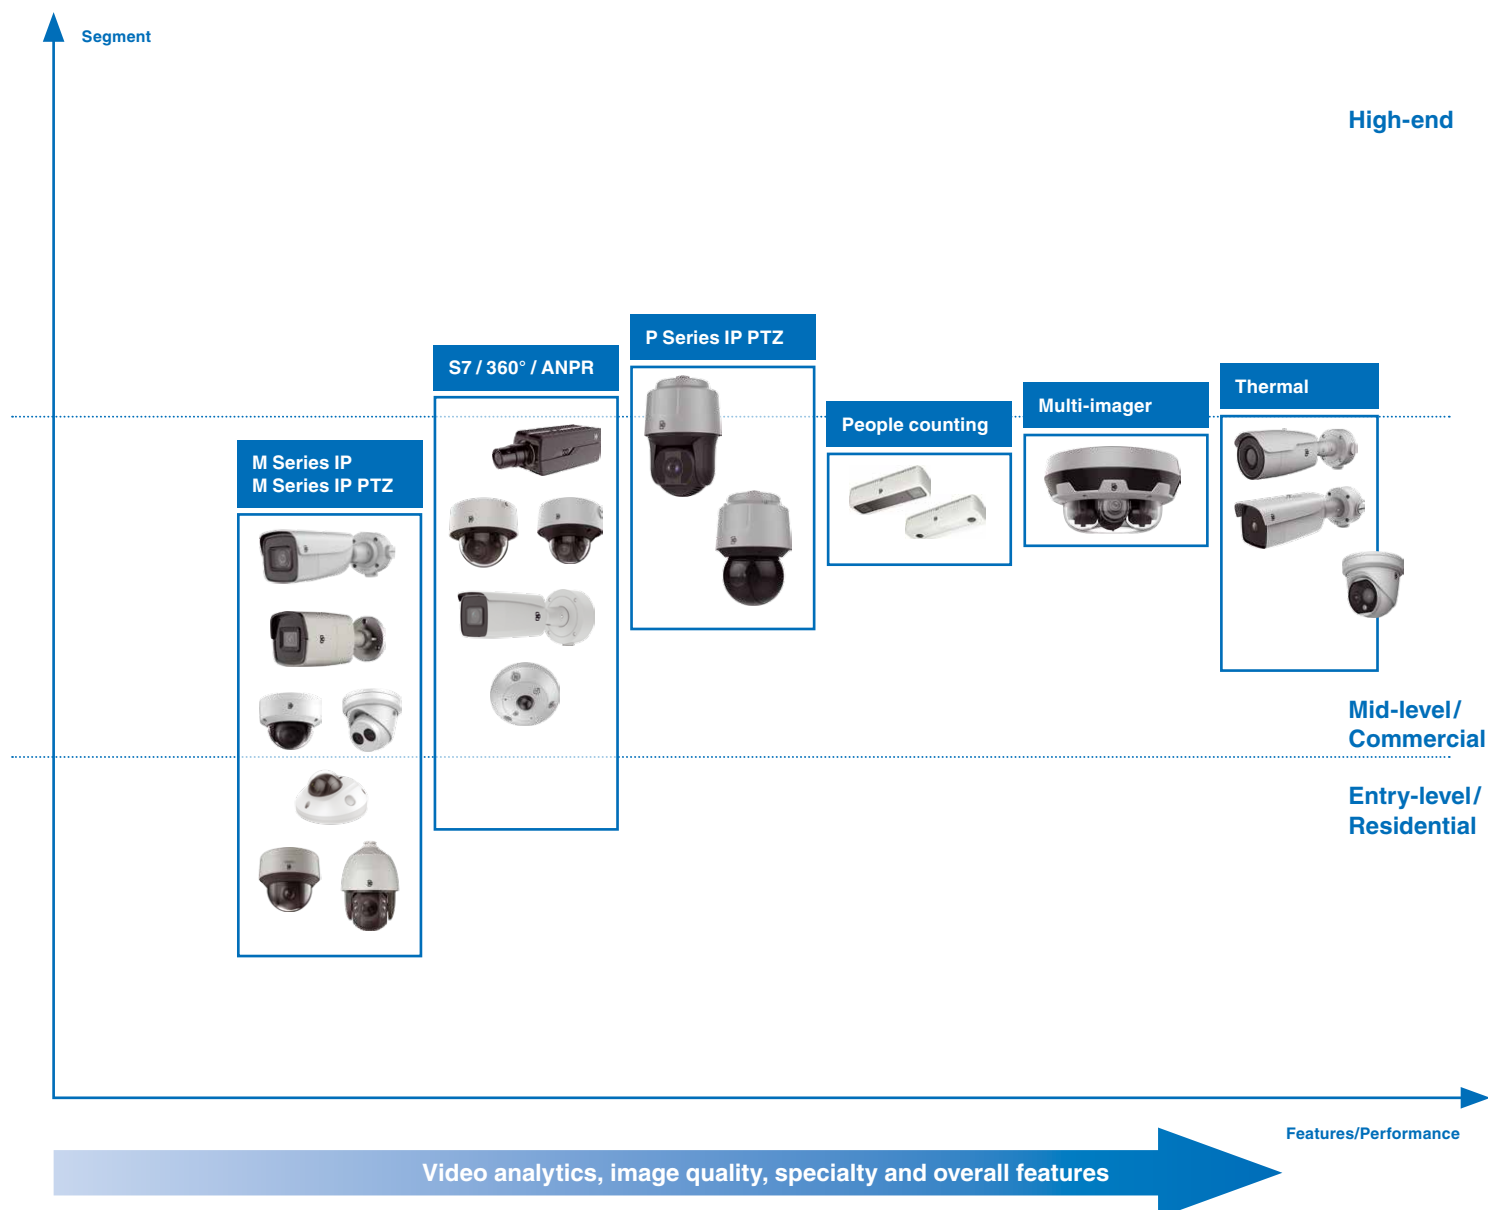 Segment
High-end
P Series IP PTZ
S7 / 360° / ANPR
Thermal
Multi-imager
People counting
M Series IP
M Series IP PTZ
Mid-level/
Commercial
Entry-level/
Residential
Features/Performance
Video analytics, image quality, specialty and overall features